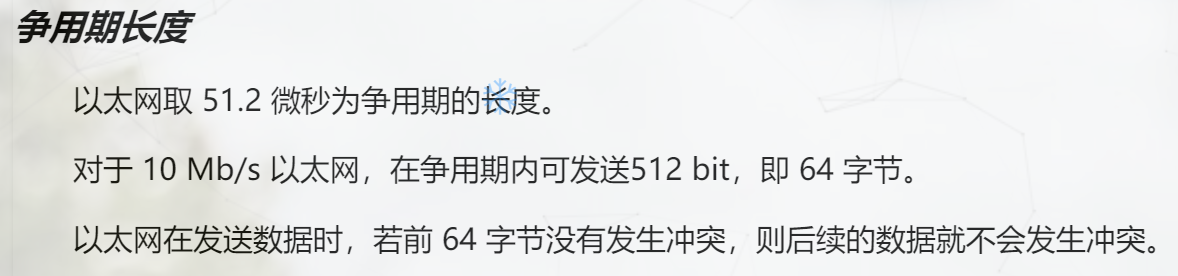 争用期长度
以太网取 51.2 微秒为争用期的长度。
对于 10 Mb/s 以太网，在争用期内可发送512 bit，即 64 字节。
以太网在发送数据时，若前 64 字节没有发生冲突，则后续的数据就不会发生冲突。